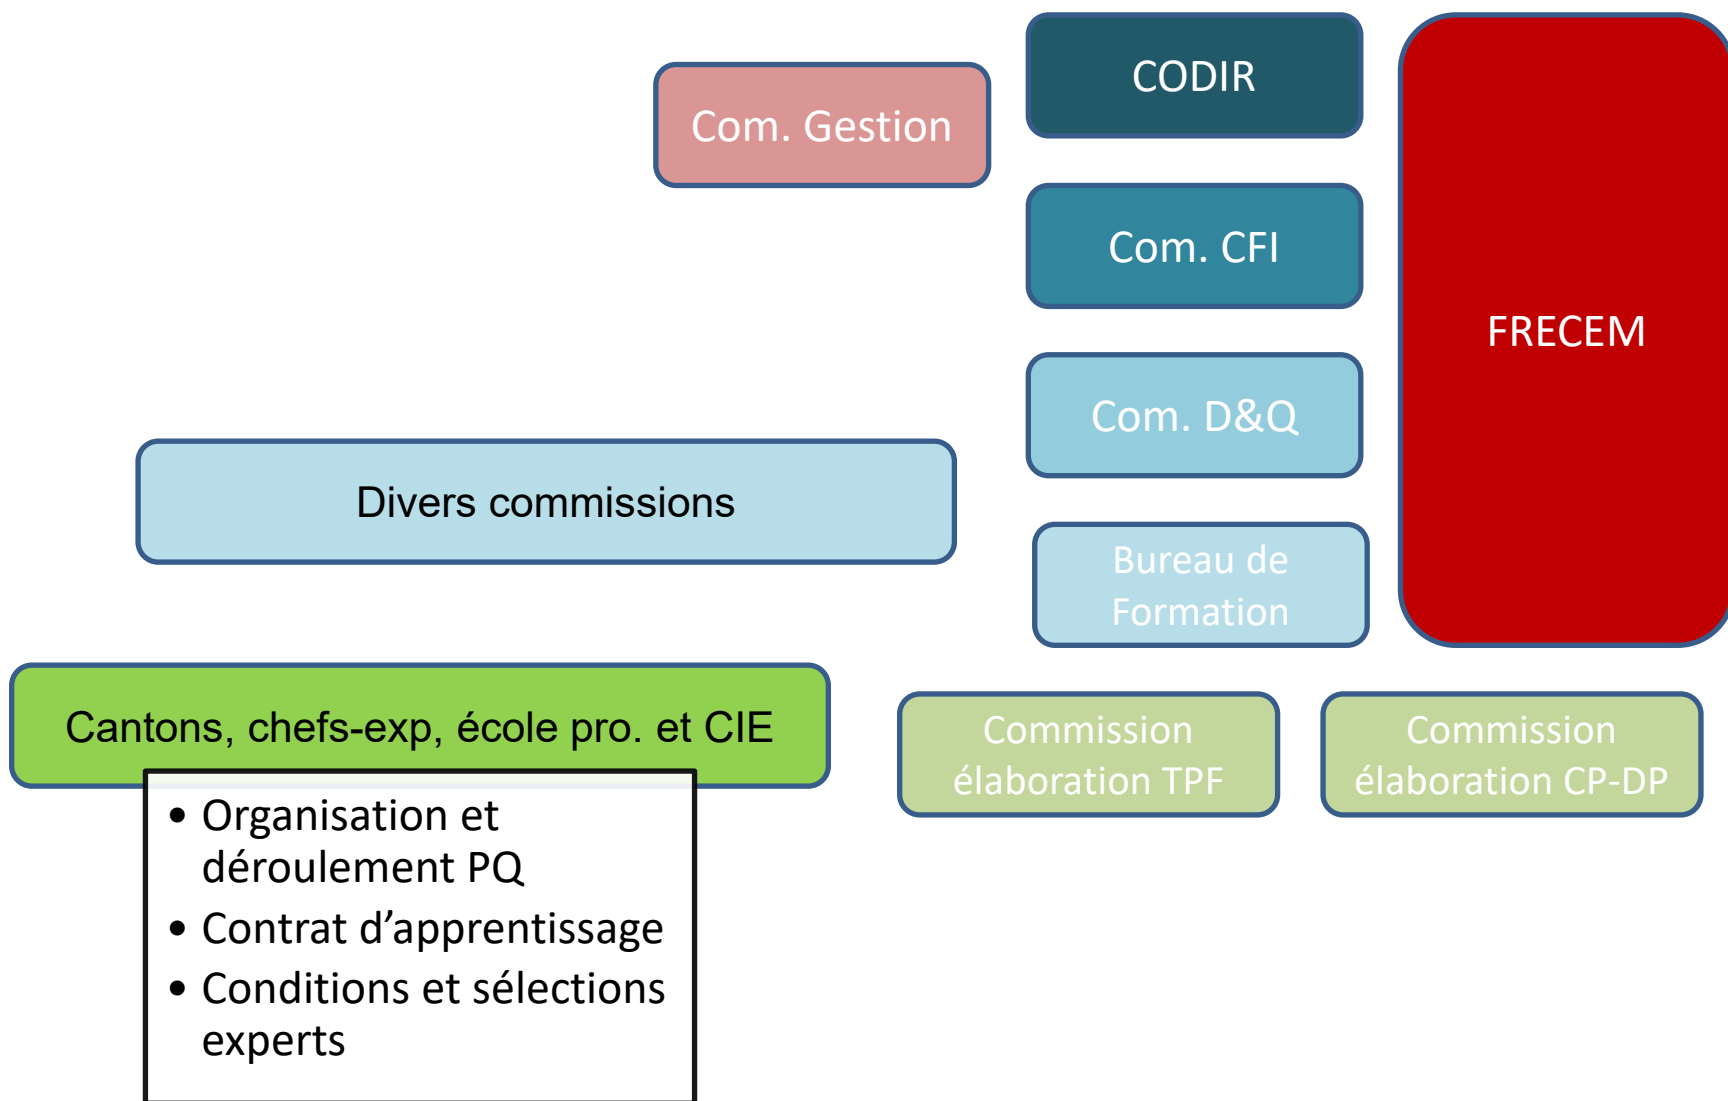 CODIR
Com. Gestion
Com. CFI
FRECEM
Com. D&Q
Divers commissions
Bureau de
Formation
Cantons, chefs-exp, école pro. et CIE
Commission
élaboration TPF
Commission
élaboration CP-DP
• Organisation et
déroulement PQ
• Contrat d’apprentissage
• Conditions et sélections
experts